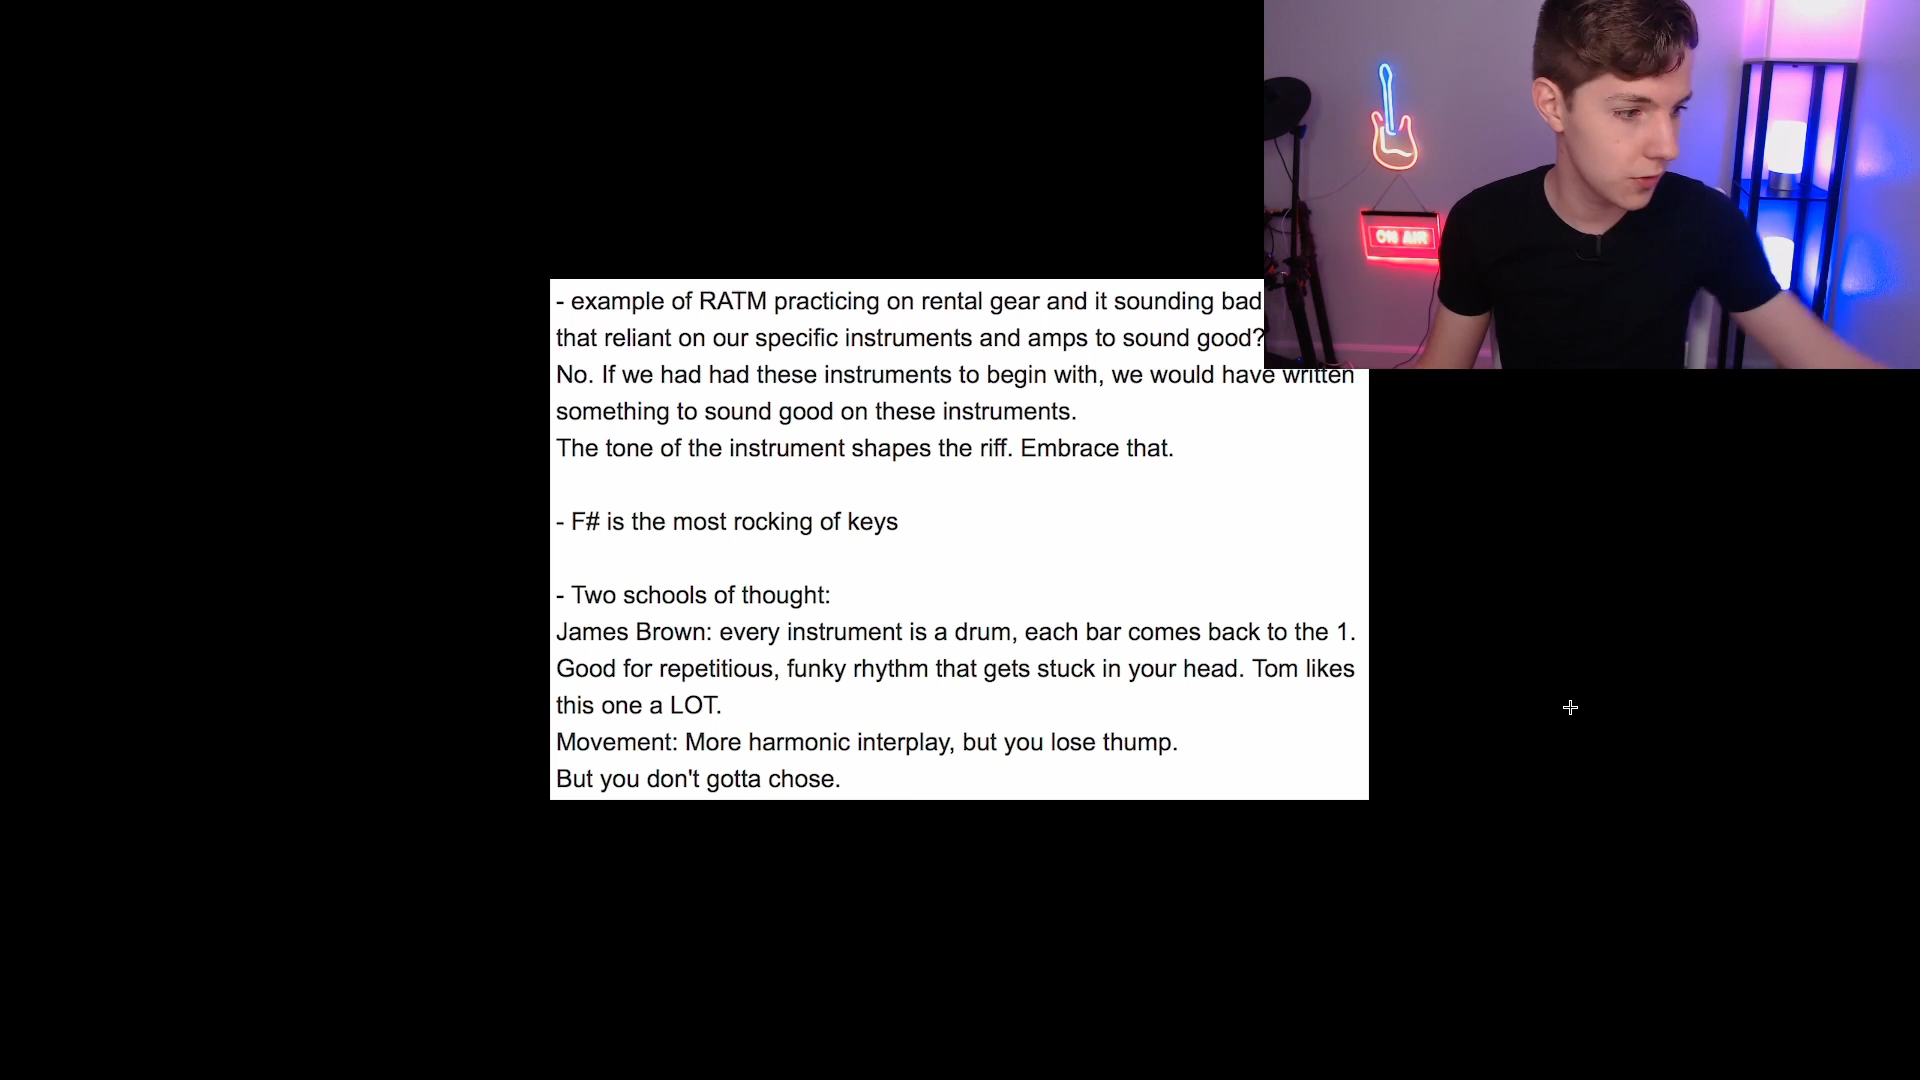 ON AIR
- example of RATM practicing on rental gear and it sounding bad
that reliant on our specific instruments and amps to sound good?
No. If we had had these instruments to begin with, we would have written
something to sound good on these instruments.
The tone of the instrument shapes the riff. Embrace that.
- F# is the most rocking of keys
- Two schools of thought:
James Brown: every instrument is a drum, each bar comes back to the 1.
Good for repetitious, funky rhythm that gets stuck in your head. Tom likes
this one a LOT.
Movement: More harmonic interplay, but you lose thump.
But you don't gotta chose.